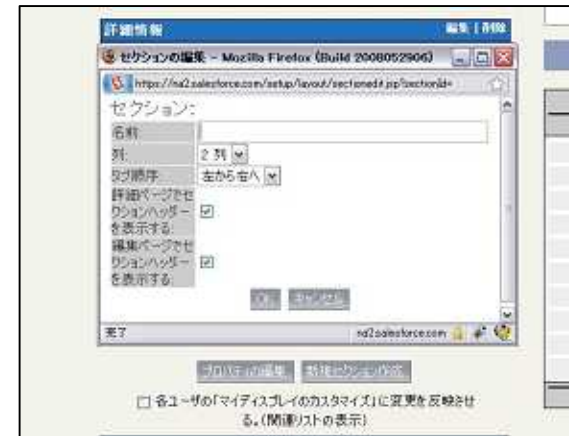 詳細情報
編集 | 削除
セクションの編集 - Mozilla Firefox (Build 2008052906)
https://na2.salesforce.com/setup/layout/sectionedit.jsp?sectionId=
セクション:
名前
列:
2 列
タブ順序
左から右へ
詳細ページでセ
クションヘッダー
を表示する
編集ページでセ
クションヘッダー
を表示する
OK
キャンセル
完了
na2.salesforce.com
プロパティの編集
新規セクション作成
各ユーザの「マイディスプレイのカスタマイズ」に変更を反映させ
る。(関連リストの表示)